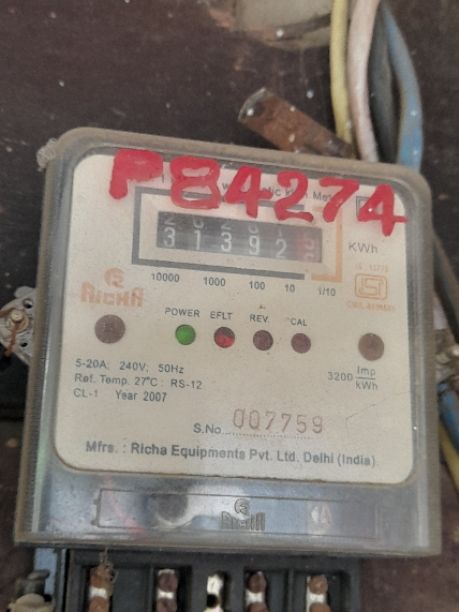 P84274
31392
KWh
10000 1000 100 10 1/10
RICHA
POWER EFLT REV. CAL
5-20A; 240V; 50Hz
Ref. Temp. 27°C : RS-12
CL-1 Year 2007
3200 Imp/kWh
S.No. 007759
Mfrs. : Richa Equipments Pvt. Ltd. Delhi (India)
RICHA